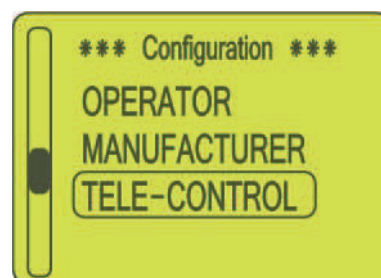 *** Configuration ***
OPERATOR
MANUFACTURER
TELE-CONTROL